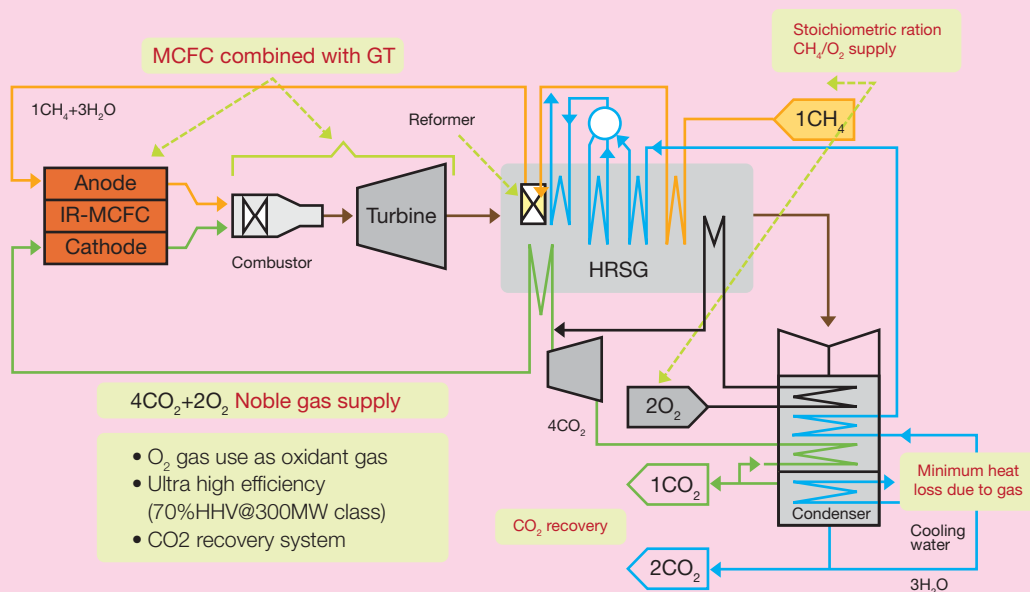 MCFC combined with GT
Stoichiometric ration
CH₄/O₂ supply
1CH₄+3H₂O
Reformer
1CH₄
Anode
IR-MCFC
Cathode
Combustor
Turbine
HRSG
4CO₂+2O₂ Noble gas supply
4CO₂
2O₂
• O₂ gas use as oxidant gas
• Ultra high efficiency
(70%HHV@300MW class)
• CO2 recovery system
1CO₂
CO₂ recovery
2CO₂
Condenser
Minimum heat
loss due to gas
Cooling
water
3H₂O